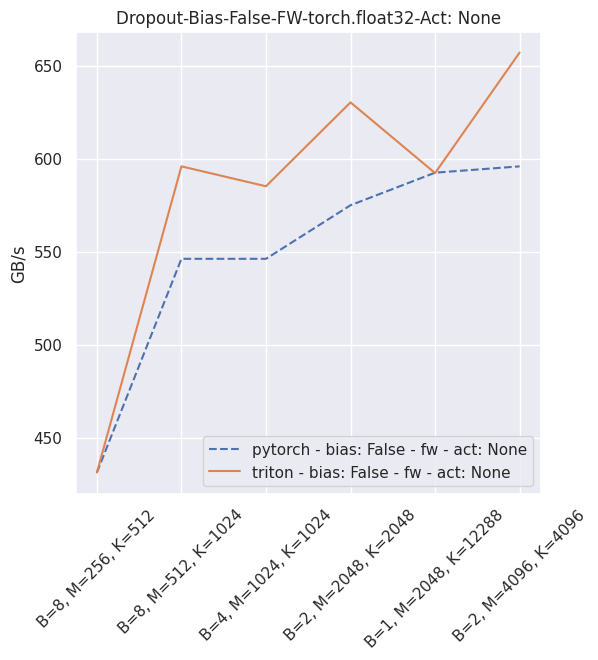 Dropout-Bias-False-FW-torch.float32-Act: None
650
600
550
500
450
GB/s
pytorch - bias: False - fw - act: None
triton - bias: False - fw - act: None
B=8, M=256, K=512
B=8, M=512, K=1024
B=4, M=1024, K=1024
B=2, M=2048, K=2048
B=1, M=2048, K=12288
B=2, M=4096, K=4096